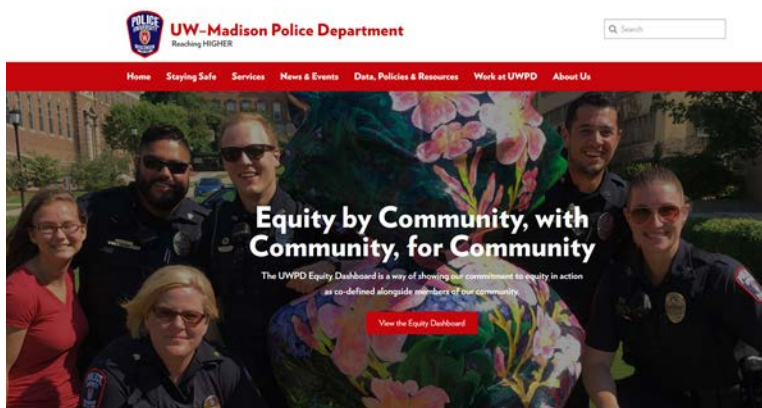 POLICE
UW–Madison Police Department
Reaching HIGHER
Search
Home Staying Safe Services News & Events Data, Policies & Resources Work at UWPD About Us
Equity by Community, with
Community, for Community
The UWPD Equity Dashboard is a way of showing our commitment to equity in action
as co-defined alongside members of our community.
View the Equity Dashboard